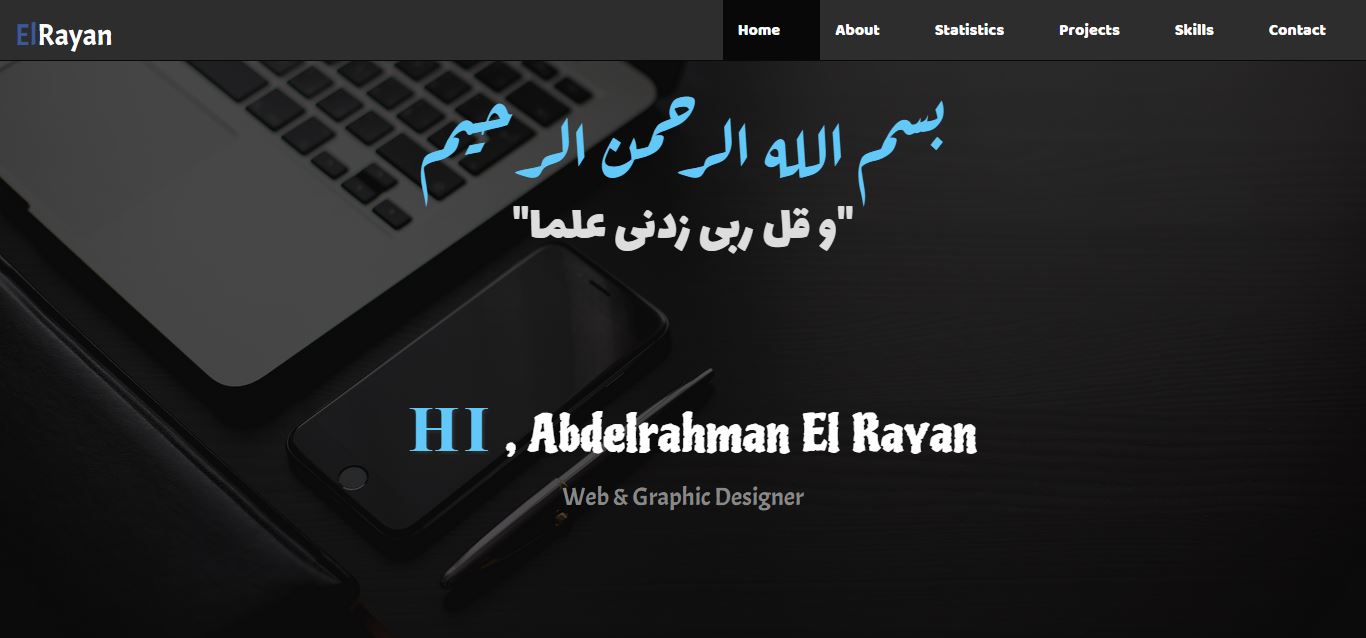 ElRayan
Home About Statistics Projects Skills Contact
بسم الله الرحمن الرحيم
"و قل ربى زدنى علما"
HI , Abdelrahman El Rayan
Web & Graphic Designer